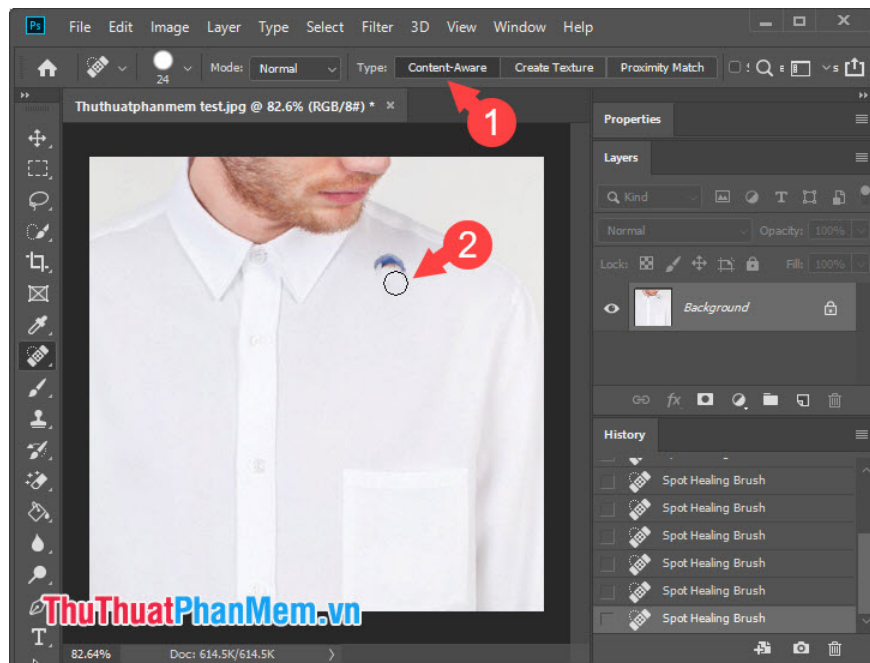 Ps File Edit Image Layer Type Select Filter 3D View Window Help
24 Mode: Normal Type: Content-Aware Create Texture Proximity Match
Thuthuatphanmem test.jpg @ 82.6% (RGB/8#) * ×
1
2
Properties
Layers
Kind
Normal Opacity: 100%
Lock: Fill: 100%
Background
fx
History
Spot Healing Brush
Spot Healing Brush
Spot Healing Brush
Spot Healing Brush
Spot Healing Brush
Spot Healing Brush
ThuThuatPhanMem.vn
82.64% Doc: 614.5K/614.5K